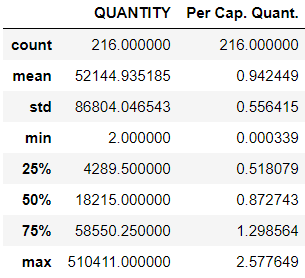 QUANTITY Per Cap. Quant.
count 216.000000 216.000000
mean 52144.935185 0.942449
std 86804.046543 0.556415
min 2.000000 0.000339
25% 4289.500000 0.518079
50% 18215.000000 0.872743
75% 58550.250000 1.298564
max 510411.000000 2.577649